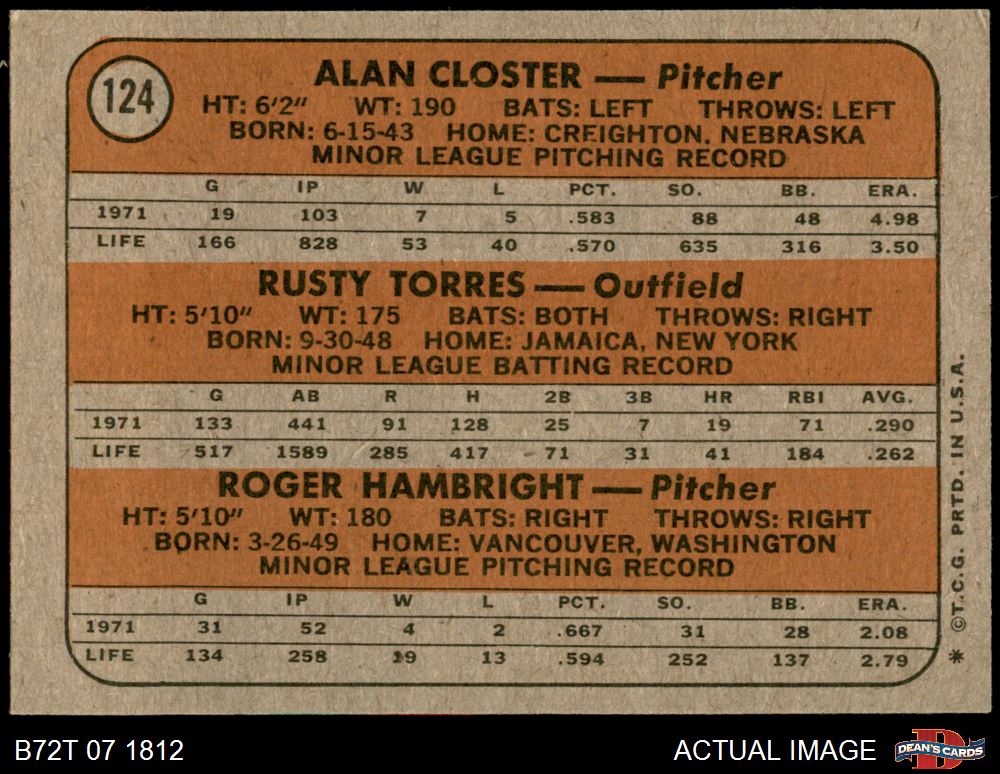 124
ALAN CLOSTER — Pitcher
HT: 6'2" WT: 190 BATS: LEFT THROWS: LEFT
BORN: 6-15-43 HOME: CREIGHTON, NEBRASKA
MINOR LEAGUE PITCHING RECORD
G IP W L PCT. SO. BB. ERA.
1971 19 103 7 5 .583 88 48 4.98
LIFE 166 828 53 40 .570 635 316 3.50
RUSTY TORRES — Outfield
HT: 5'10" WT: 175 BATS: BOTH THROWS: RIGHT
BORN: 9-30-48 HOME: JAMAICA, NEW YORK
MINOR LEAGUE BATTING RECORD
G AB R H 2B 3B HR RBI AVG.
1971 133 441 91 128 25 7 19 71 .290
LIFE 517 1589 285 417 71 31 41 184 .262
ROGER HAMBRIGHT — Pitcher
HT: 5'10" WT: 180 BATS: RIGHT THROWS: RIGHT
BORN: 3-26-49 HOME: VANCOUVER, WASHINGTON
MINOR LEAGUE PITCHING RECORD
G IP W L PCT. SO. BB. ERA.
1971 31 52 4 2 .667 31 28 2.08
LIFE 134 258 19 13 .594 252 137 2.79
* ©T.C.G. PRTD. IN U.S.A.
B72T 07 1812
ACTUAL IMAGE
DEAN'S CARDS